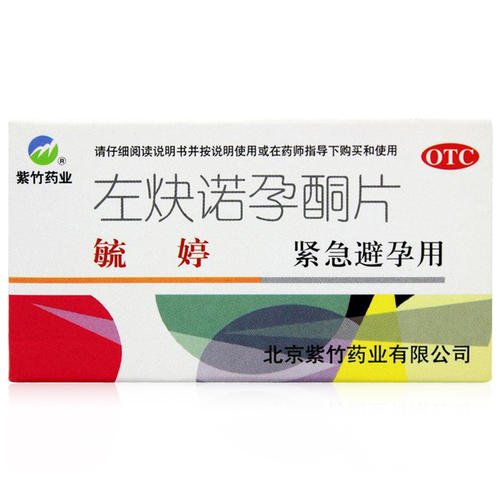 紫竹药业®
请仔细阅读说明书并按说明使用或在药师指导下购买和使用
OTC
左炔诺孕酮片
毓婷
紧急避孕用
北京紫竹药业有限公司